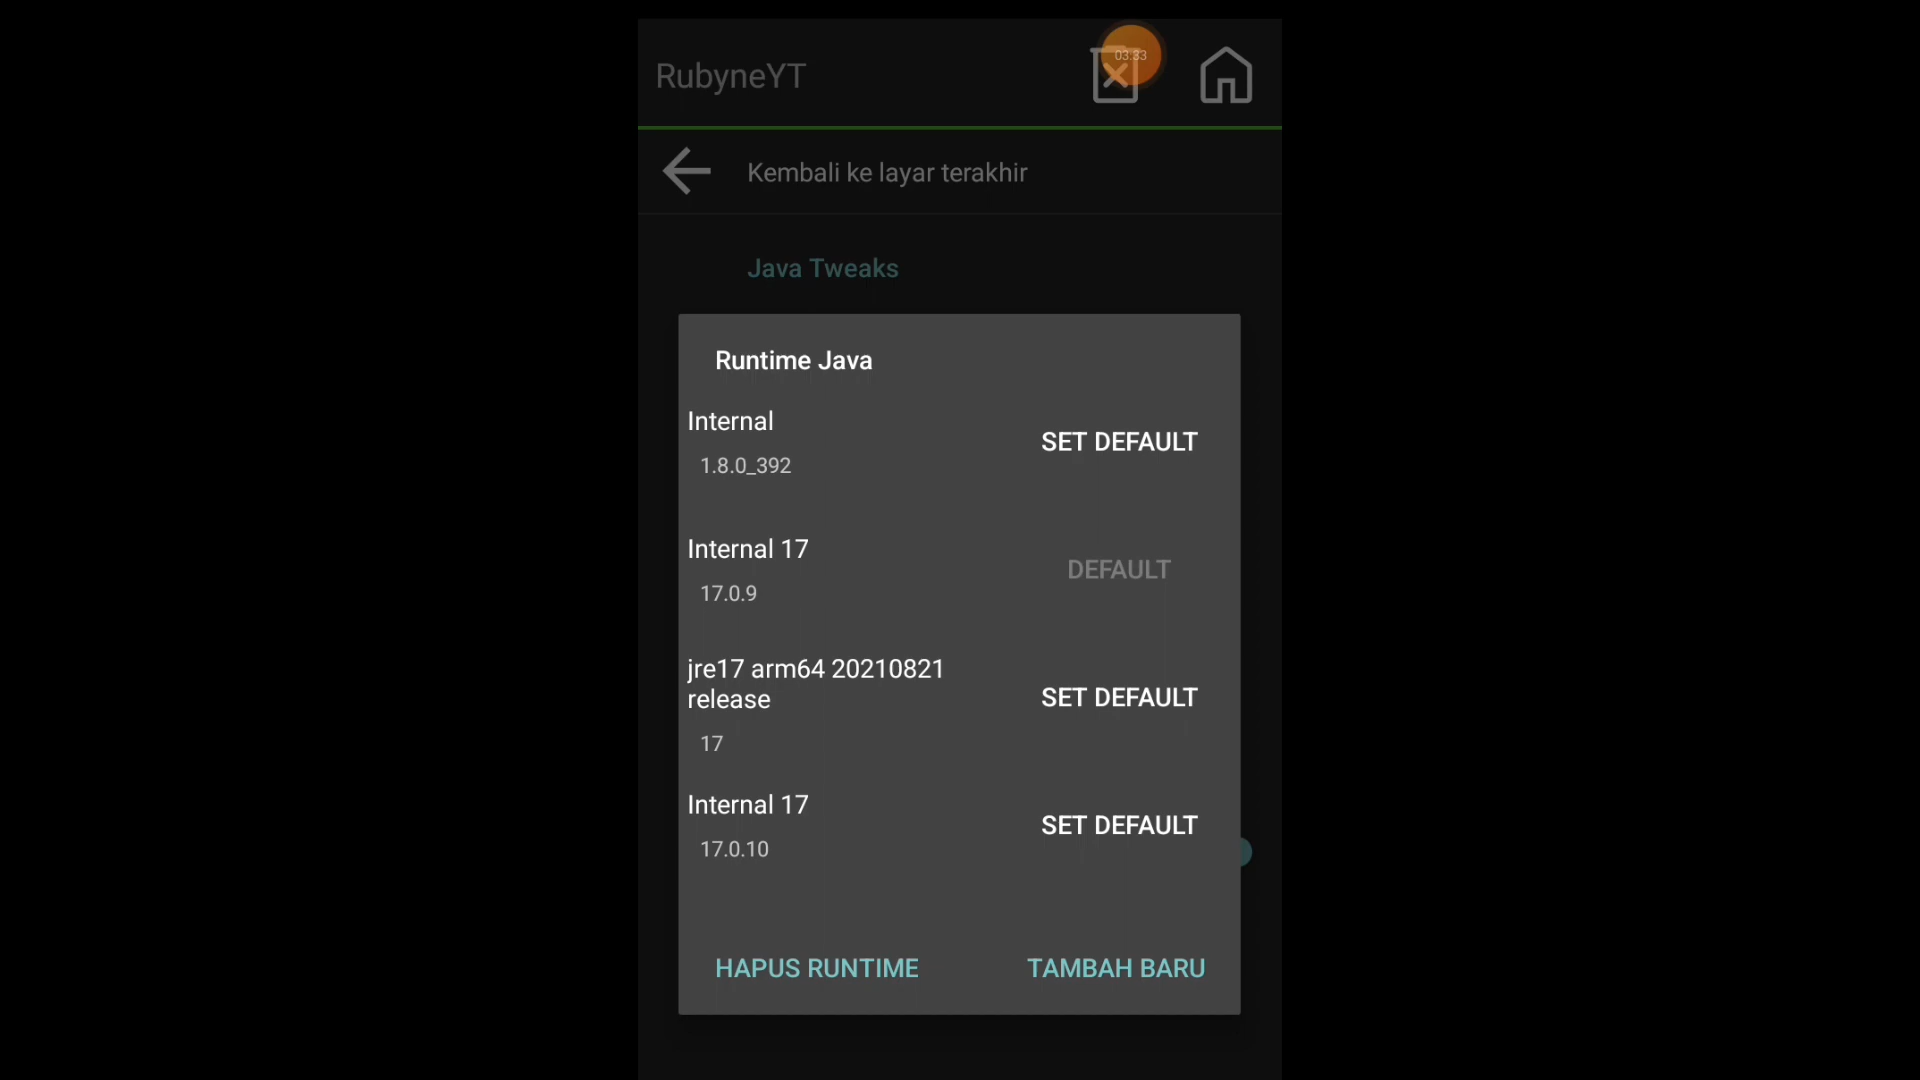 RubyneYT
03:33
Kembali ke layar terakhir
Java Tweaks
Runtime Java
Internal
SET DEFAULT
1.8.0_392
Internal 17
DEFAULT
17.0.9
jre17 arm64 20210821
release
SET DEFAULT
17
Internal 17
SET DEFAULT
17.0.10
HAPUS RUNTIME
TAMBAH BARU